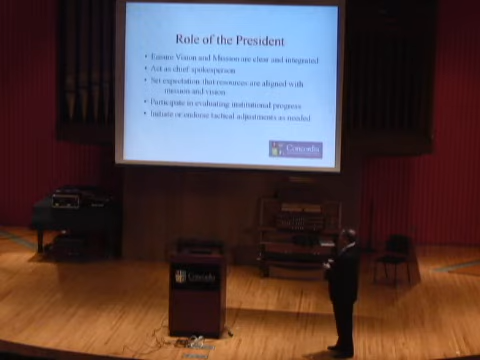 Role of the President
• Ensure Vision and Mission are clear and integrated
• Act as chief spokesperson
• Set expectation that resources are aligned with
mission and vision
• Participate in evaluating institutional progress
• Initiate or endorse tactical adjustments as needed
Concordia
Concordia